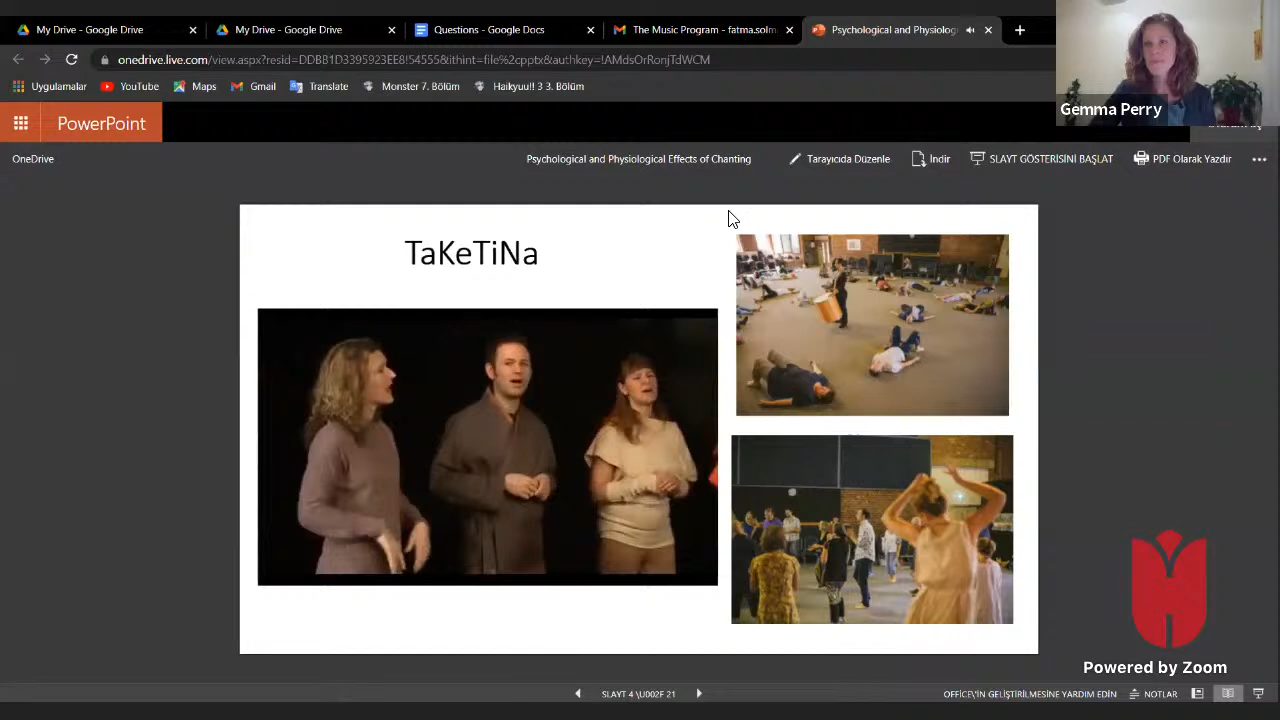 My Drive - Google Drive
My Drive - Google Drive
Questions - Google Docs
The Music Program - fatma.solm
Psychological and Physiolog
onedrive.live.com/view.aspx?resid=DDBB1D3395923EE8!54555&ithint=file%2cpptx&authkey=!AMdsOrRonjTdWCM
Uygulamalar
YouTube
Maps
Gmail
Translate
Monster 7. Bölüm
Haikyuu!! 3 3. Bölüm
Gemma Perry
PowerPoint
OneDrive
Psychological and Physiological Effects of Chanting
Tarayıcıda Düzenle
İndir
SLAYT GÖSTERİSİNİ BAŞLAT
PDF Olarak Yazdır
TaKeTiNa
Powered by Zoom
SLAYT 4 \U002F 21
OFFICE\'İN GELİŞTİRİLMESİNE YARDIM EDİN
NOTLAR